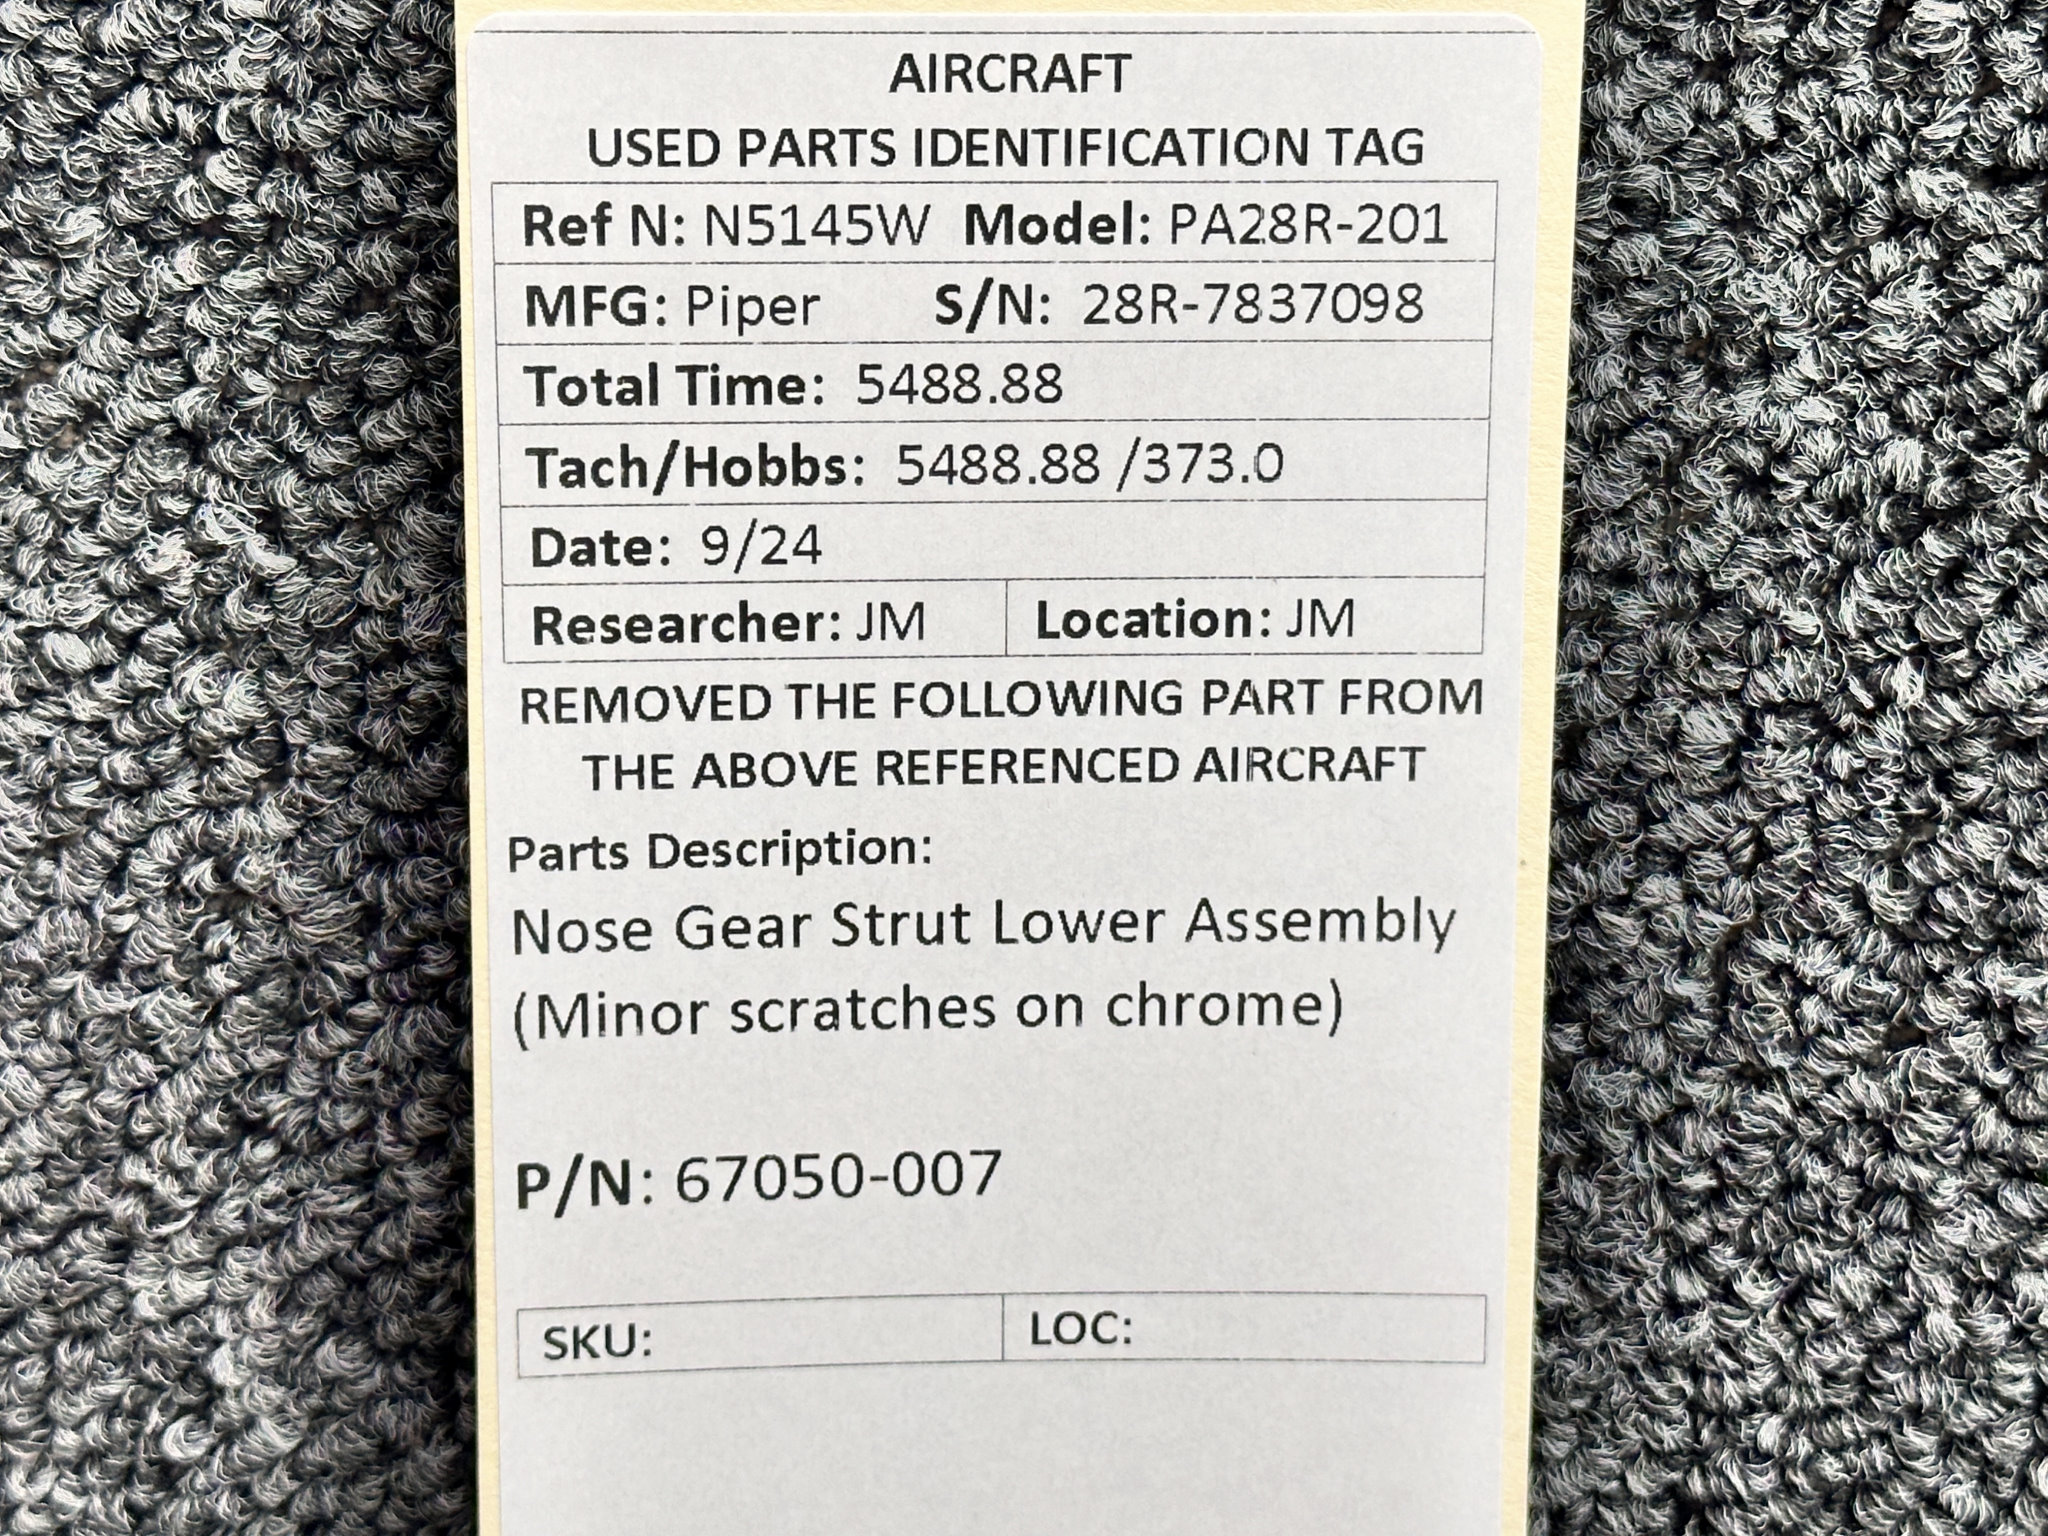 AIRCRAFT
USED PARTS IDENTIFICATION TAG
Ref N: N5145W Model: PA28R-201
MFG: Piper S/N: 28R-7837098
Total Time: 5488.88
Tach/Hobbs: 5488.88 /373.0
Date: 9/24
Researcher: JM Location: JM
REMOVED THE FOLLOWING PART FROM
THE ABOVE REFERENCED AIRCRAFT
Parts Description:
Nose Gear Strut Lower Assembly
(Minor scratches on chrome)
P/N: 67050-007
SKU: LOC: